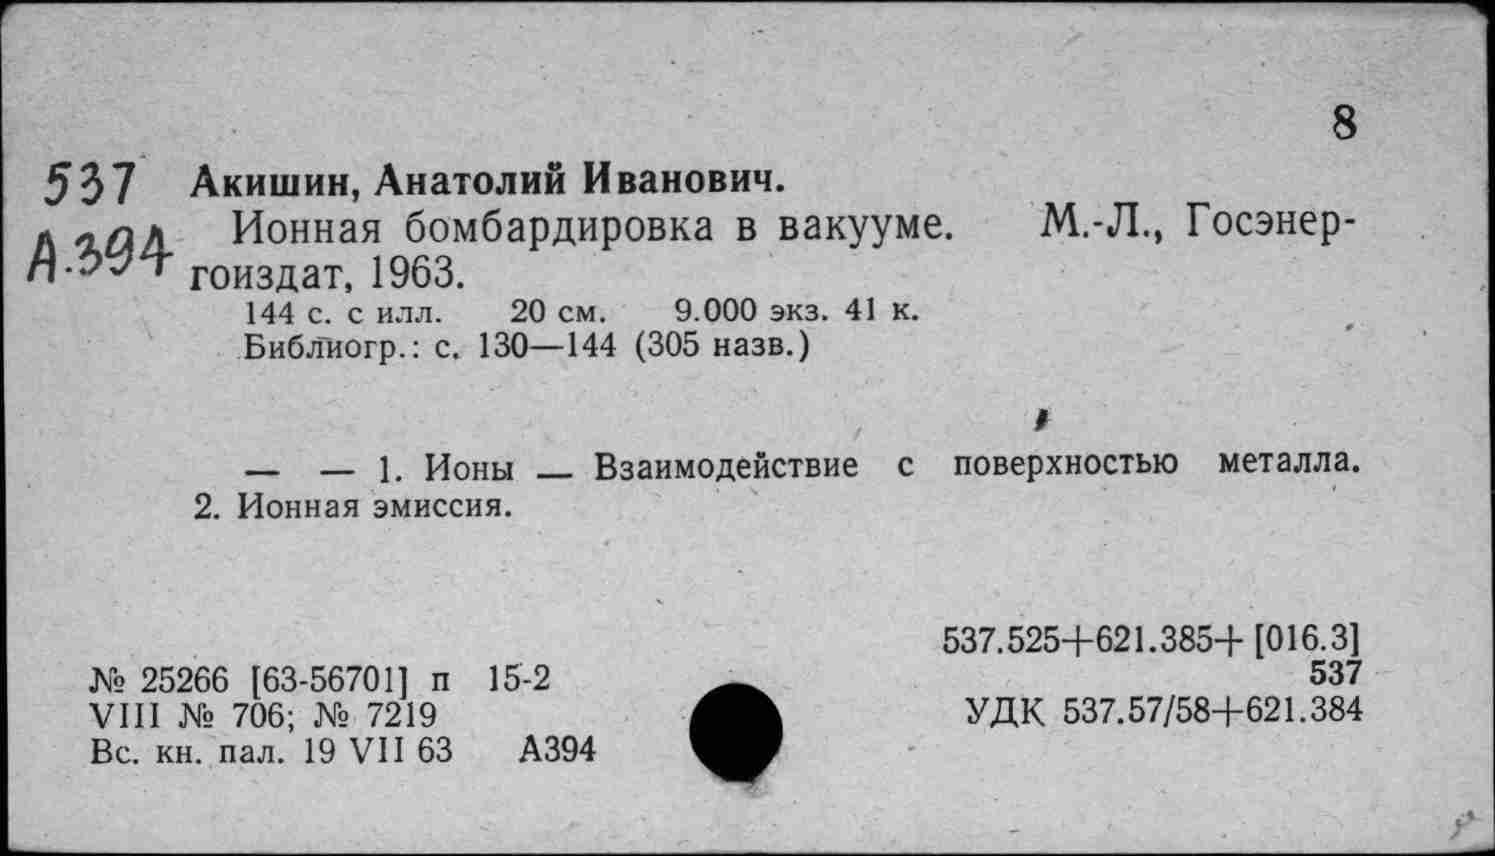 8
537 Акишин, Анатолий Иванович.
А.394 Ионная бомбардировка в вакууме. М.-Л., Госэнер-
гоиздат, 1963.
144 с. с илл. 20 см. 9.000 экз. 41 к.
Библиогр.: с. 130—144 (305 назв.)
— — 1. Ионы — Взаимодействие с поверхностью металла.
2. Ионная эмиссия.
537.525+621.385+ [016.3]
№ 25266 [63-56701] п 15-2 537
VIII № 706; № 7219 УДК 537.57/58+621.384
Вс. кн. пал. 19 VII 63 А394